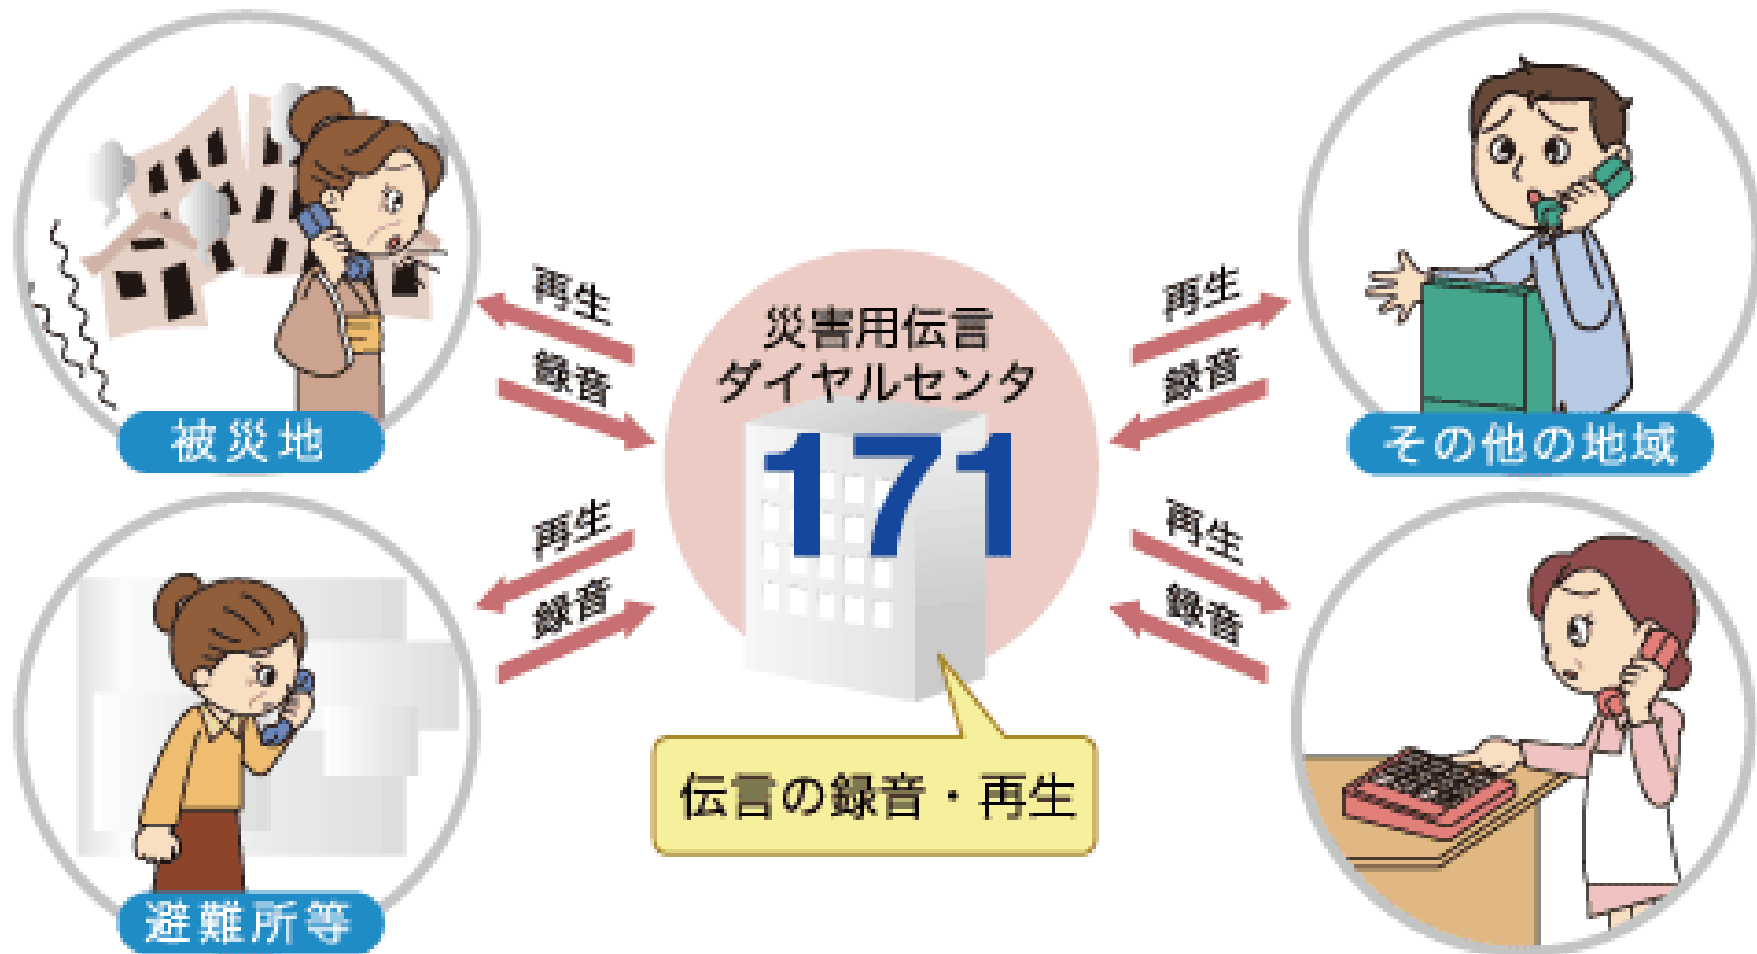 再生
録音
被災地
災害用伝言
ダイヤルセンタ
171
再生
録音
その他の地域
再生
録音
避難所等
再生
録音
伝言の録音・再生